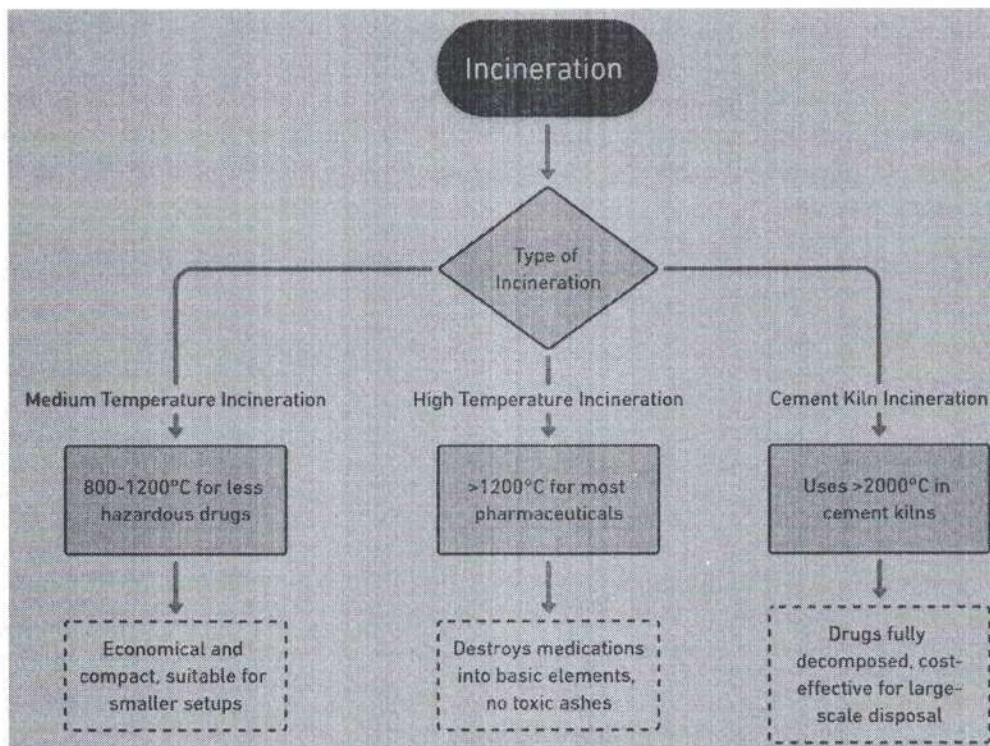 Incineration
Type of
Incineration
Medium Temperature Incineration
High Temperature Incineration
Cement Kiln Incineration
800-1200°C for less
hazardous drugs
>1200°C for most
pharmaceuticals
Uses >2000°C in
cement kilns
Economical and
compact, suitable for
smaller setups
Destroys medications
into basic elements,
no toxic ashes
Drugs fully
decomposed, cost-
effective for large-
scale disposal